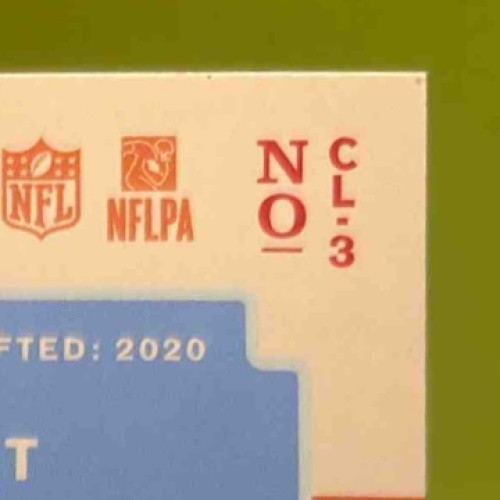 NFL
NFLPA
NO
CL-3
FTED: 2020
T